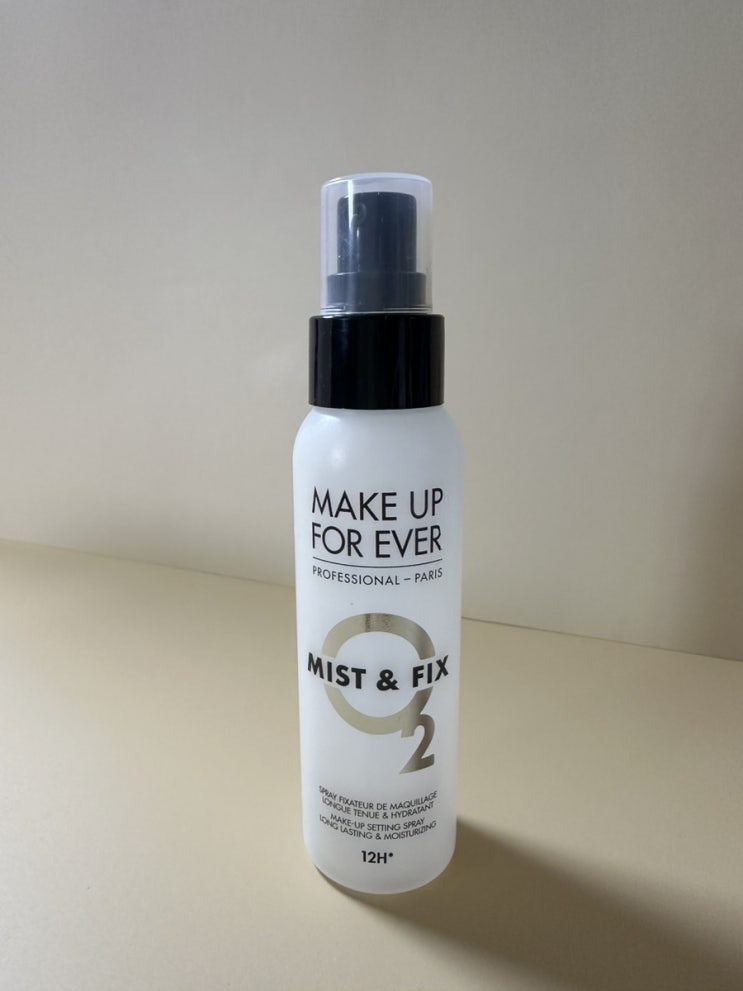 MAKE UP
FOR EVER
PROFESSIONAL – PARIS
O2
MIST & FIX
SPRAY FIXATEUR DE MAQUILLAGE
LONGUE TENUE & HYDRATANT
MAKE-UP SETTING SPRAY
LONG LASTING & MOISTURIZING
12H*